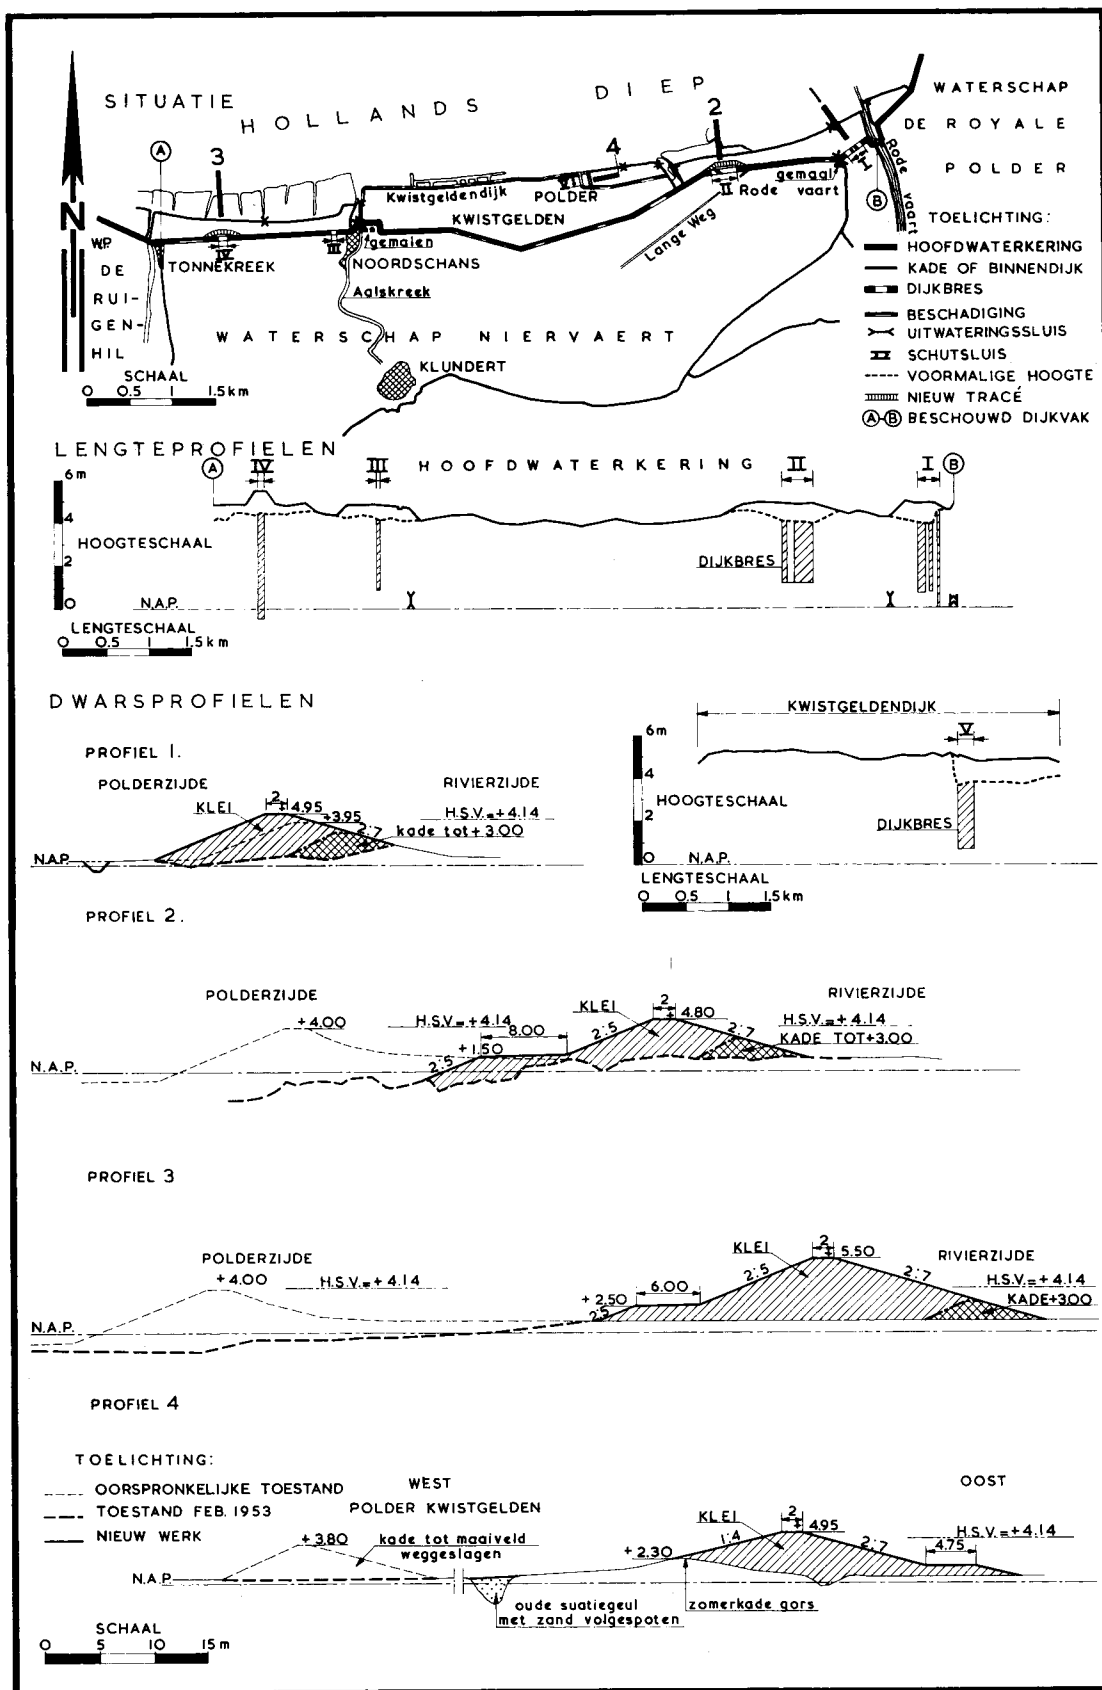 SITUATIE
HOLLANDS DIEP
WATERSCHAP
DE ROYALE
POLDER
A
3
4
2
I
B
N
Kwistgeldendijk
VI
POLDER
KWISTGELDEN
II
Rode vaart
gemaal
Rode vaart
Lange Weg
WP.
DE
RUI-
GEN-
HIL
TONNEKREEK
IV
III
gemalen
NOORDSCHANS
Aalskreek
WATERSCHAP NIERVAERT
KLUNDERT
SCHAAL
0 0.5 1 1.5km
TOELICHTING:
HOOFDWATERKERING
KADE OF BINNENDIJK
DIJKBRES
BESCHADIGING
UITWATERINGSSLUIS
SCHUTSLUIS
VOORMALIGE HOOGTE
NIEUW TRACÉ
A-B BESCHOUWD DIJKVAK
LENGTEPROFIELEN
HOOFDWATERKERING
A IV III II I B
6m
4
2
0
HOOGTESCHAAL
DIJKBRES
N.A.P.
LENGTESCHAAL
0 0.5 1 1.5km
DWARSPROFIELEN
KWISTGELDENDIJK
V
6m
4
2
0
HOOGTESCHAAL
DIJKBRES
N.A.P.
LENGTESCHAAL
0 0.5 1 1.5km
PROFIEL 1.
POLDERZIJDE
RIVIERZIJDE
KLEI
2
+4.95
+3.95
2:7
H.S.V.=+4.14
kade tot+3.00
N.A.P.
PROFIEL 2.
POLDERZIJDE
RIVIERZIJDE
+4.00
H.S.V.=+4.14
8.00
+1.50
2:5
2:5
KLEI
2
+4.80
2:7
H.S.V.=+4.14
KADE TOT+3.00
N.A.P.
PROFIEL 3
POLDERZIJDE
RIVIERZIJDE
+4.00
H.S.V.=+4.14
+2.50
6.00
2:5
2:5
KLEI
2
+5.50
2:7
H.S.V.=+4.14
KADE+3.00
N.A.P.
PROFIEL 4
TOELICHTING:
OORSPRONKELIJKE TOESTAND
TOESTAND FEB. 1953
NIEUW WERK
WEST
POLDER KWISTGELDEN
OOST
+3.80
kade tot maaiveld
weggeslagen
+2.30
1:4
KLEI
2
+4.95
2:7
4.75
H.S.V.=+4.14
N.A.P.
oude suatiegeul
met zand volgespoten
zomerkade gors
SCHAAL
0 5 10 15m